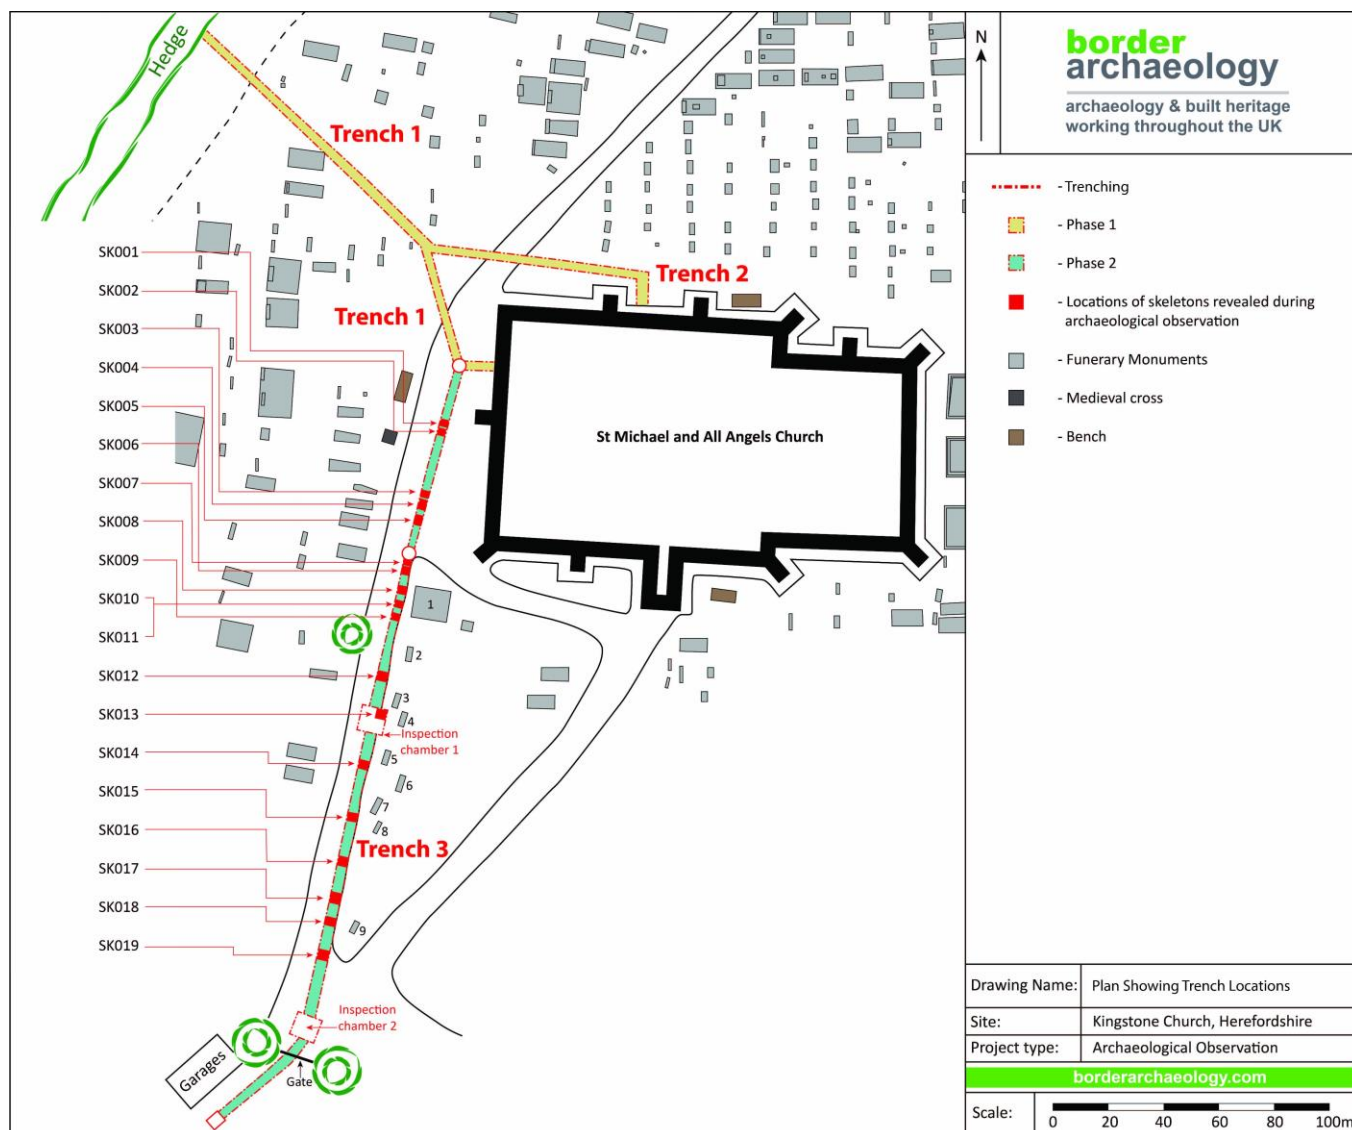 Hedge
Trench 1
Trench 2
Trench 1
SK001
SK002
SK003
SK004
SK005
SK006
SK007
SK008
SK009
SK010
SK011
SK012
SK013
SK014
SK015
SK016
SK017
SK018
SK019
St Michael and All Angels Church
1
2
3
4
Inspection
chamber 1
5
6
7
8
Trench 3
9
Inspection
chamber 2
Garages
Gate
N
border
archaeology
archaeology & built heritage
working throughout the UK
- Trenching
- Phase 1
- Phase 2
- Locations of skeletons revealed during
archaeological observation
- Funerary Monuments
- Medieval cross
- Bench
Drawing Name: Plan Showing Trench Locations
Site: Kingstone Church, Herefordshire
Project type: Archaeological Observation
borderarchaeology.com
Scale: 0 20 40 60 80 100m